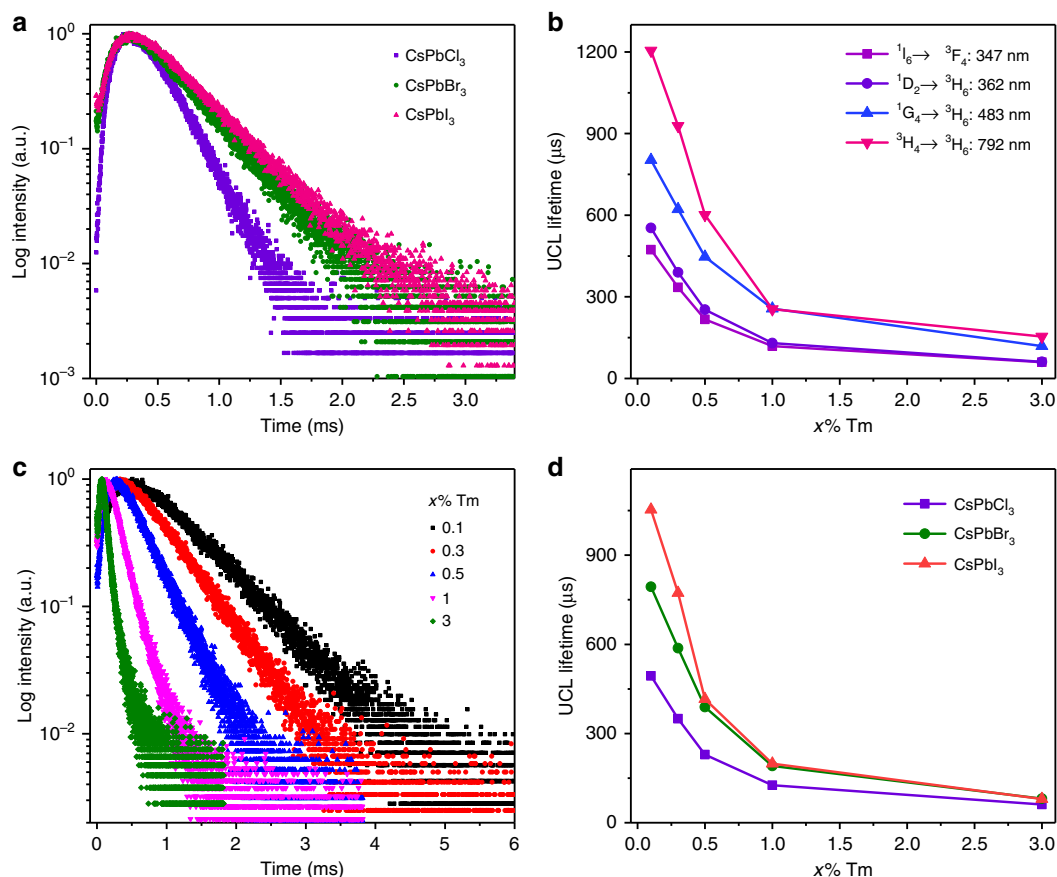 a
Log intensity (a.u.)
10⁰
10⁻¹
10⁻²
10⁻³
0.0 0.5 1.0 1.5 2.0 2.5 3.0
Time (ms)
CsPbCl₃
CsPbBr₃
CsPbI₃
b
UCL lifetime (μs)
1200
900
600
300
0
0.0 0.5 1.0 1.5 2.0 2.5 3.0
x% Tm
¹I₆→ ³F₄: 347 nm
¹D₂→ ³H₆: 362 nm
¹G₄→ ³H₆: 483 nm
³H₄→ ³H₆: 792 nm
c
Log intensity (a.u.)
10⁰
10⁻¹
10⁻²
0 1 2 3 4 5 6
Time (ms)
x% Tm
0.1
0.3
0.5
1
3
d
UCL lifetime (μs)
900
600
300
0
0.0 0.5 1.0 1.5 2.0 2.5 3.0
x% Tm
CsPbCl₃
CsPbBr₃
CsPbI₃